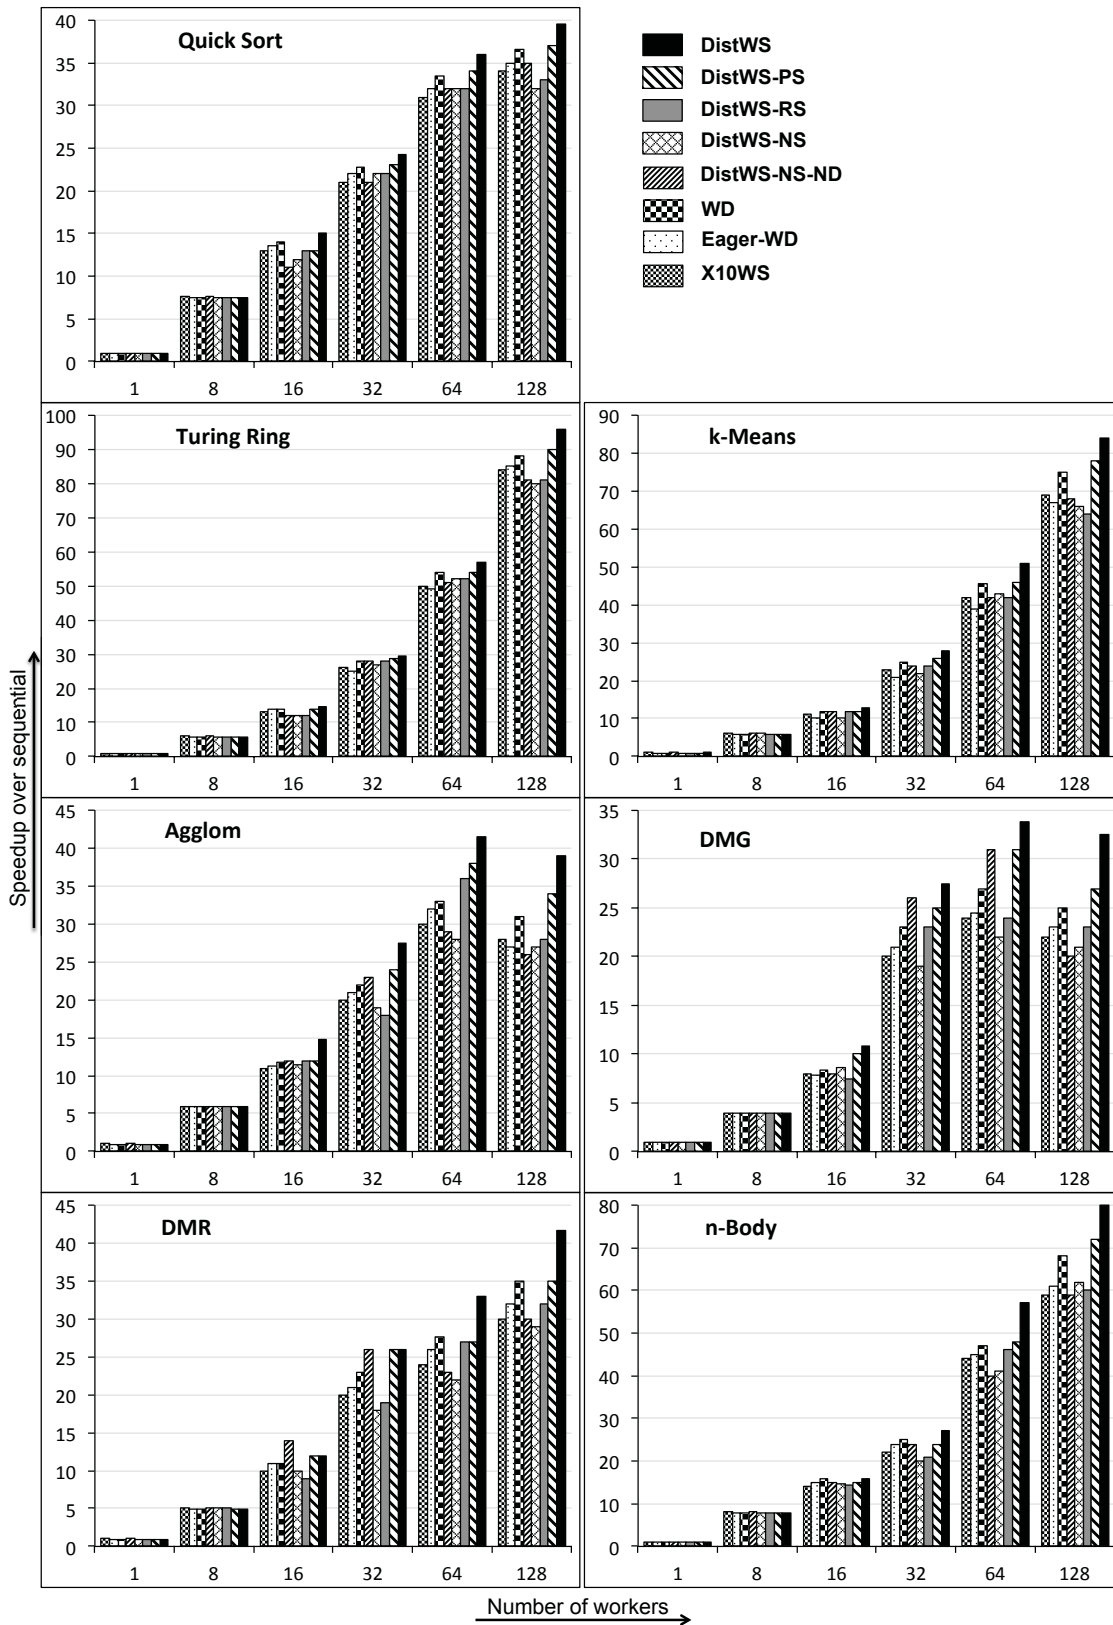 Quick Sort
40
35
30
25
20
15
10
5
0
1 8 16 32 64 128
DistWS
DistWS-PS
DistWS-RS
DistWS-NS
DistWS-NS-ND
WD
Eager-WD
X10WS
Turing Ring
100
90
80
70
60
50
40
30
20
10
0
1 8 16 32 64 128
k-Means
90
80
70
60
50
40
30
20
10
0
1 8 16 32 64 128
Speedup over sequential
Agglom
45
40
35
30
25
20
15
10
5
0
1 8 16 32 64 128
DMG
35
30
25
20
15
10
5
0
1 8 16 32 64 128
DMR
45
40
35
30
25
20
15
10
5
0
1 8 16 32 64 128
n-Body
80
70
60
50
40
30
20
10
0
1 8 16 32 64 128
Number of workers